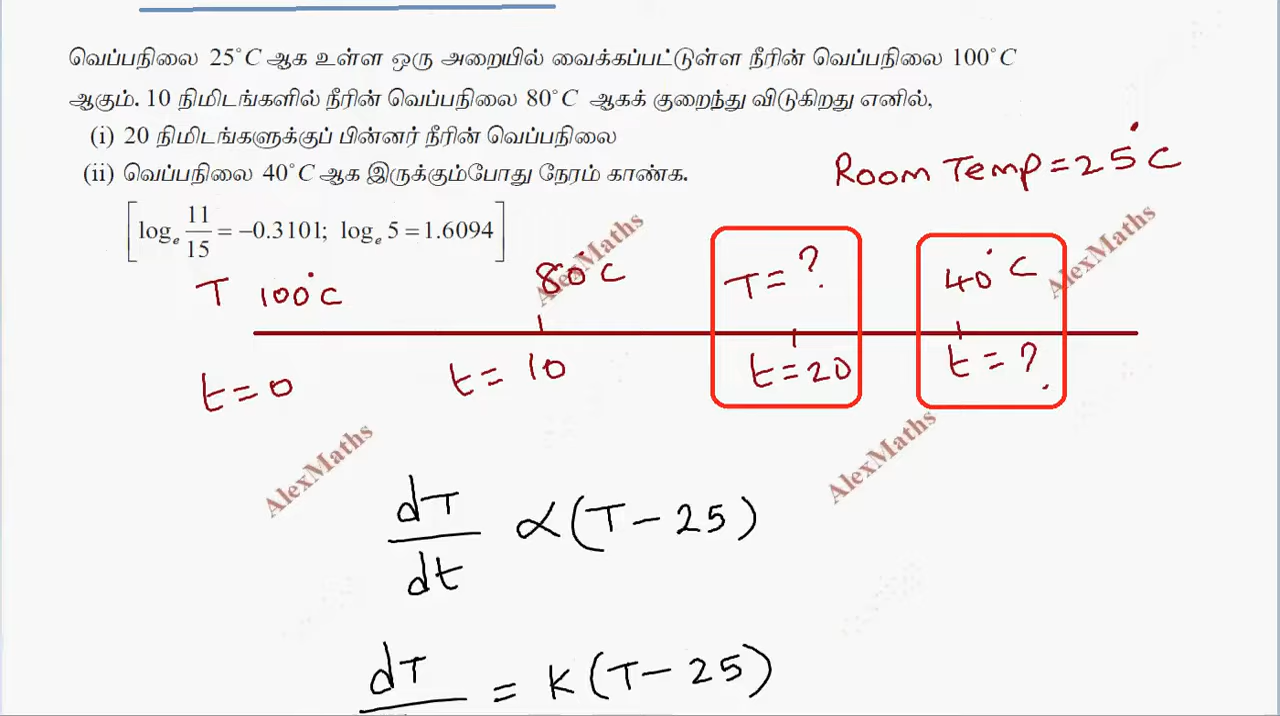 வெப்பநிலை 25°C ஆக உள்ள ஒரு அறையில் வைக்கப்பட்டுள்ள நீரின் வெப்பநிலை 100°C
ஆகும். 10 நிமிடங்களில் நீரின் வெப்பநிலை 80°C ஆகக் குறைந்து விடுகிறது எனில்,
(i) 20 நிமிடங்களுக்குப் பின்னர் நீரின் வெப்பநிலை
(ii) வெப்பநிலை 40°C ஆக இருக்கும்போது நேரம் காண்க.
Room Temp = 25°C
[log_e 11/15 = −0.3101; log_e 5 = 1.6094]
AlexMaths
AlexMaths
T 100°C 80°C T = ? 40°C
t = 0 t = 10 t = 20 t = ?
AlexMaths
AlexMaths
dT/dt ∝ (T − 25)
dT = K (T − 25)